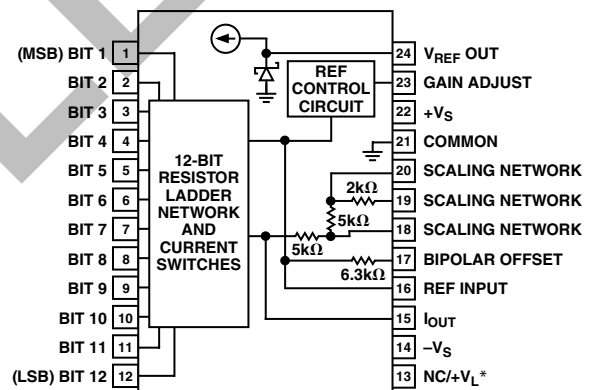 (MSB) BIT 1 1
BIT 2 2
BIT 3 3
BIT 4 4
BIT 5 5
BIT 6 6
BIT 7 7
BIT 8 8
BIT 9 9
BIT 10 10
BIT 11 11
(LSB) BIT 12 12
12-BIT
RESISTOR
LADDER
NETWORK
AND
CURRENT
SWITCHES
REF
CONTROL
CIRCUIT
2kΩ
5kΩ
5kΩ
6.3kΩ
24 VREF OUT
23 GAIN ADJUST
22 +VS
21 COMMON
20 SCALING NETWORK
19 SCALING NETWORK
18 SCALING NETWORK
17 BIPOLAR OFFSET
16 REF INPUT
15 IOUT
14 –VS
13 NC/+VL*